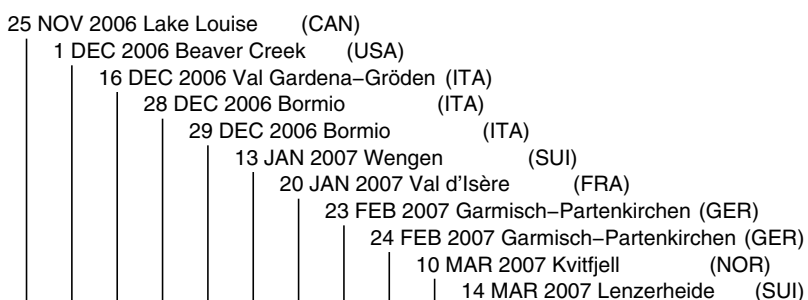 25 NOV 2006 Lake Louise (CAN)
1 DEC 2006 Beaver Creek (USA)
16 DEC 2006 Val Gardena−Gröden (ITA)
28 DEC 2006 Bormio (ITA)
29 DEC 2006 Bormio (ITA)
13 JAN 2007 Wengen (SUI)
20 JAN 2007 Val d'Isère (FRA)
23 FEB 2007 Garmisch−Partenkirchen (GER)
24 FEB 2007 Garmisch−Partenkirchen (GER)
10 MAR 2007 Kvitfjell (NOR)
14 MAR 2007 Lenzerheide (SUI)